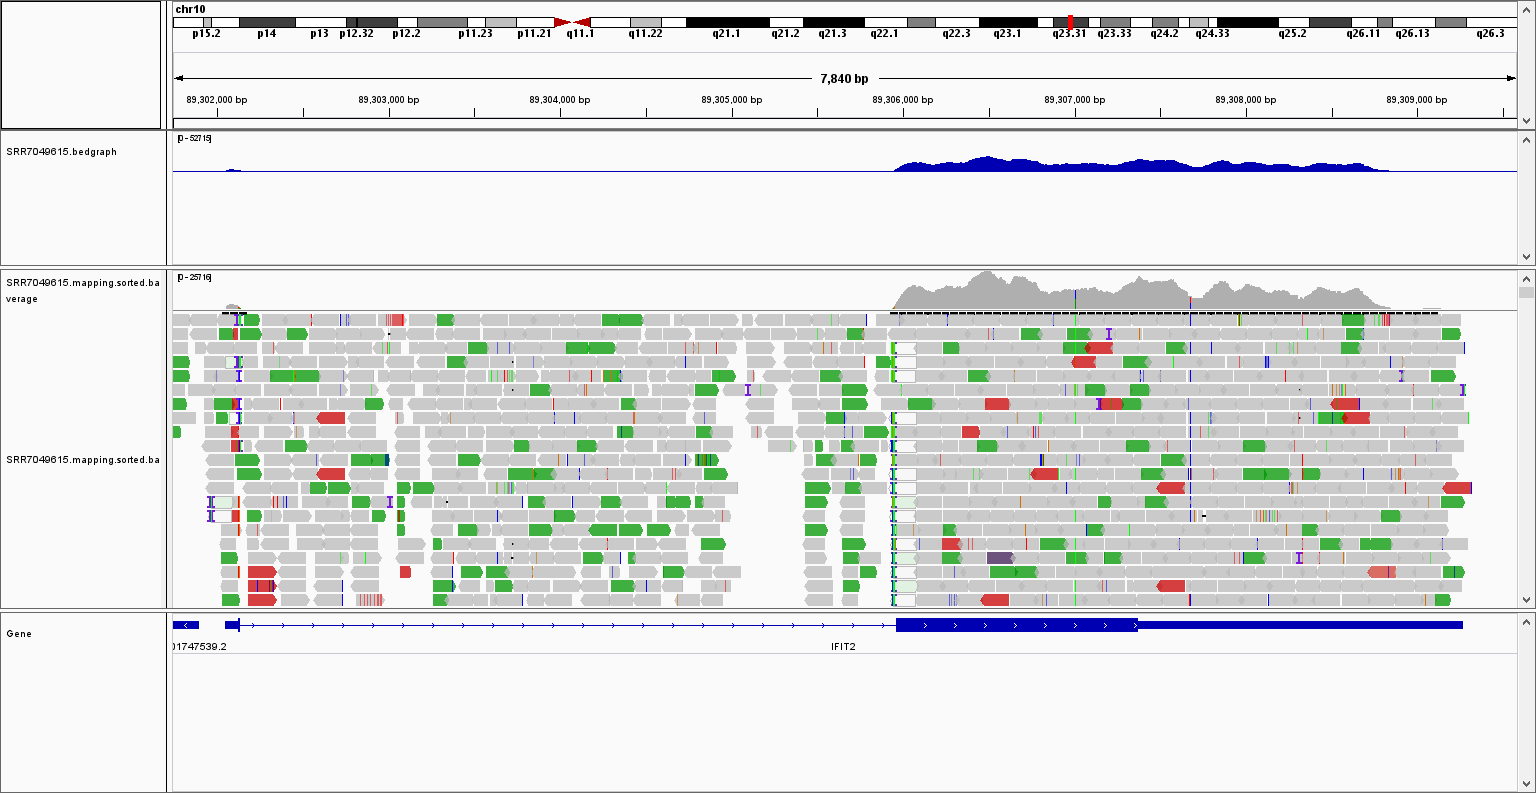 chr10
p15.2 p14 p13 p12.32 p12.2 p11.23 p11.21 q11.1 q11.22 q21.1 q21.2 q21.3 q22.1 q22.3 q23.1 q23.31 q23.33 q24.2 q24.33 q25.2 q26.11 q26.13 q26.3
7,840 bp
89,302,000 bp 89,303,000 bp 89,304,000 bp 89,305,000 bp 89,306,000 bp 89,307,000 bp 89,308,000 bp 89,309,000 bp
[0 - 52715]
SRR7049615.bedgraph
[0 - 25716]
SRR7049615.mapping.sorted.ba
verage
SRR7049615.mapping.sorted.ba
Gene
01747539.2 IFIT2